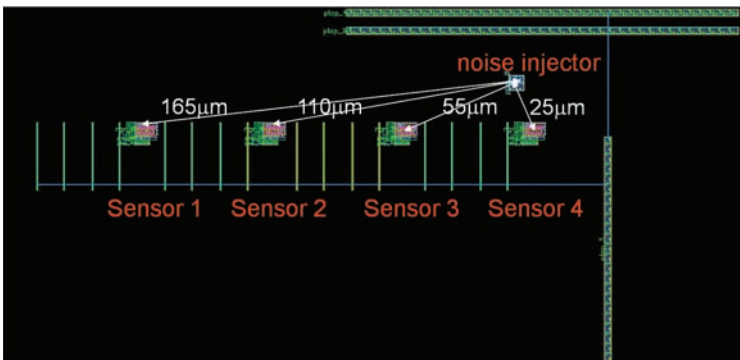 noise injector
165μm
110μm
55μm
25μm
Sensor 1
Sensor 2
Sensor 3
Sensor 4